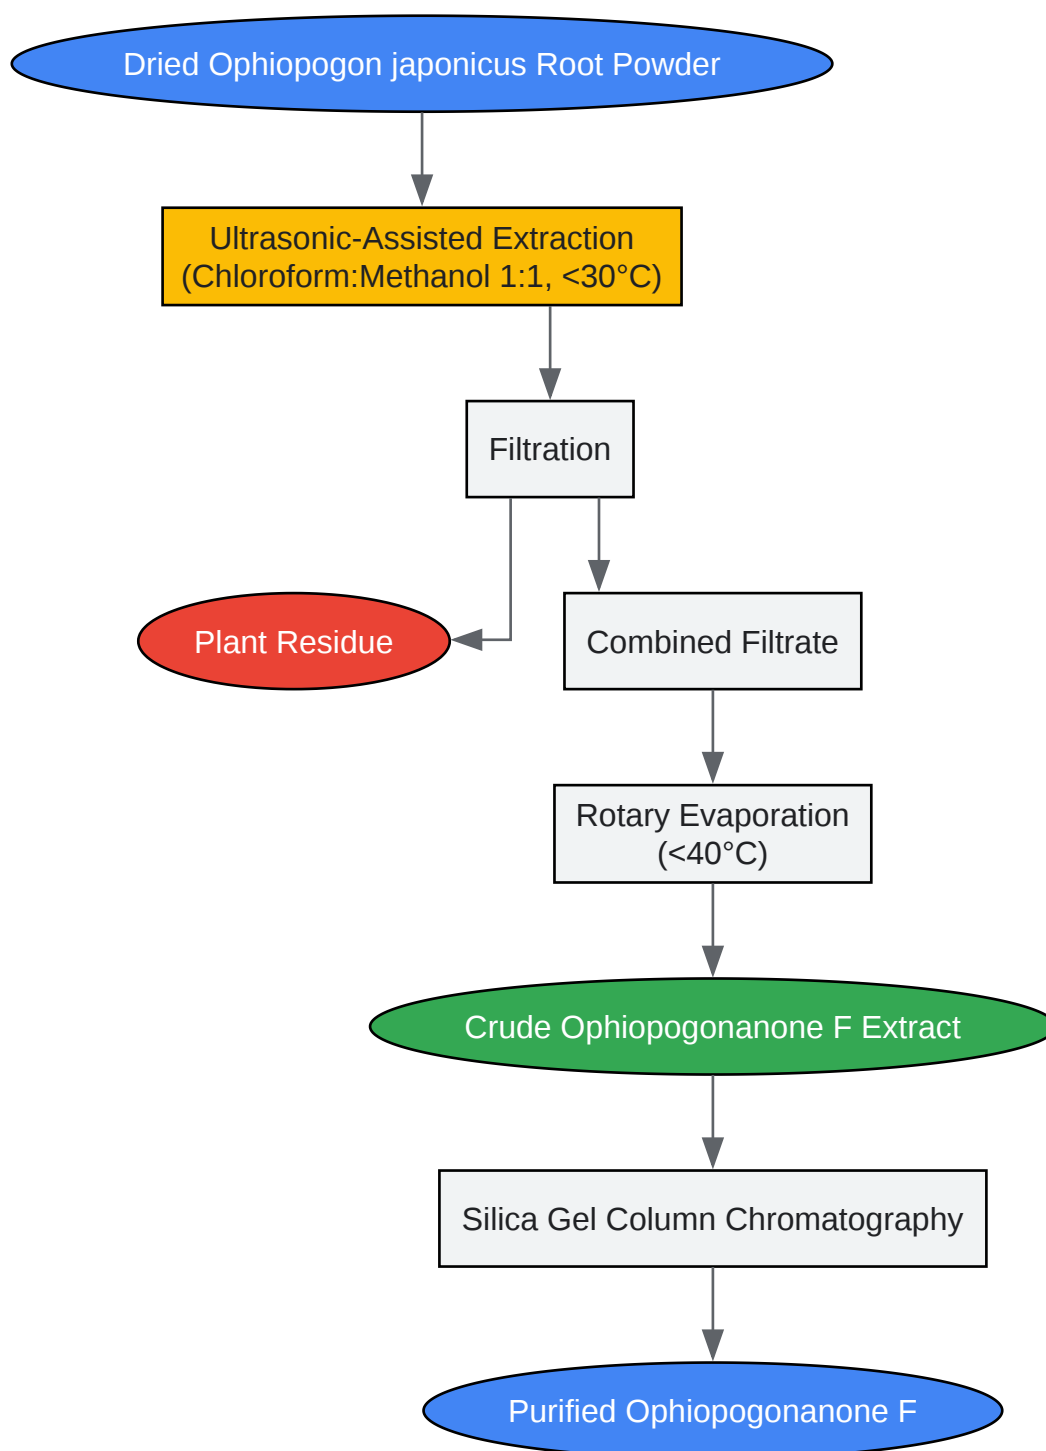 Dried Ophiopogon japonicus Root Powder
Ultrasonic-Assisted Extraction
(Chloroform:Methanol 1:1, <30°C)
Filtration
Plant Residue
Combined Filtrate
Rotary Evaporation
(<40°C)
Crude Ophiopogonanone F Extract
Silica Gel Column Chromatography
Purified Ophiopogonanone F